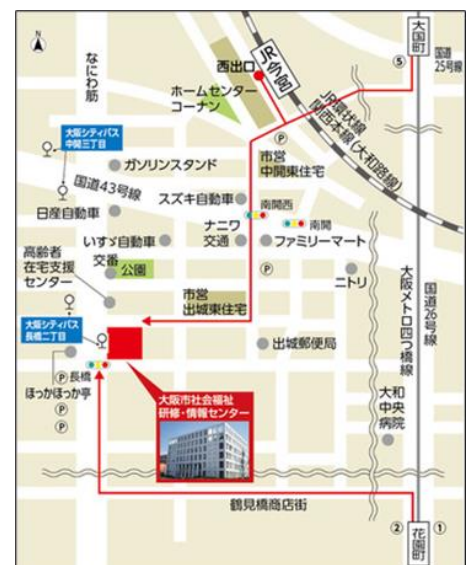 N
なにわ筋
西出口
JR今宮
大国町
⑤
国道
25号線
ホームセンター
コーナン
JR環状線
関西本線(大和路線)
大阪シティバス
中開三丁目
ガソリンスタンド
P
市営
中開東住宅
国道43号線
スズキ自動車
南開西
南開
日産自動車
いすゞ自動車
ナニワ
交通
ファミリーマート
高齢者
在宅支援
センター
交番
公園
P
ニトリ
市営
出城東住宅
大阪メトロ四つ橋線
国道26号線
大阪シティバス
長橋二丁目
出城郵便局
P
長橋
ほっかほっか亭
P
P
大阪市社会福祉
研修・情報センター
大和
中央
病院
鶴見橋商店街
②
①
花園町